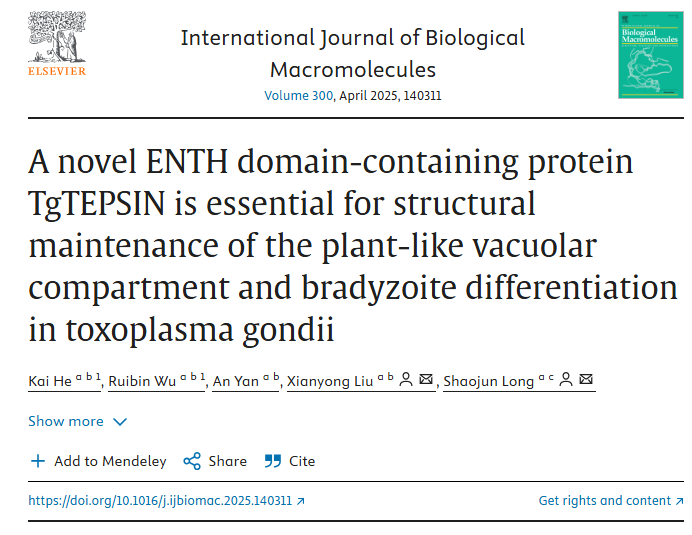 ELSEVIER
International Journal of Biological
Macromolecules
Volume 300, April 2025, 140311
Biological
Macromolecules
A novel ENTH domain-containing protein
TgTEPSIN is essential for structural
maintenance of the plant-like vacuolar
compartment and bradyzoite differentiation
in toxoplasma gondii
Kai He a b 1, Ruibin Wu a b 1, An Yan a b, Xianyong Liu a b, Shaojun Long a c
Show more
Add to Mendeley Share Cite
https://doi.org/10.1016/j.ijbiomac.2025.140311 ↗ Get rights and content ↗